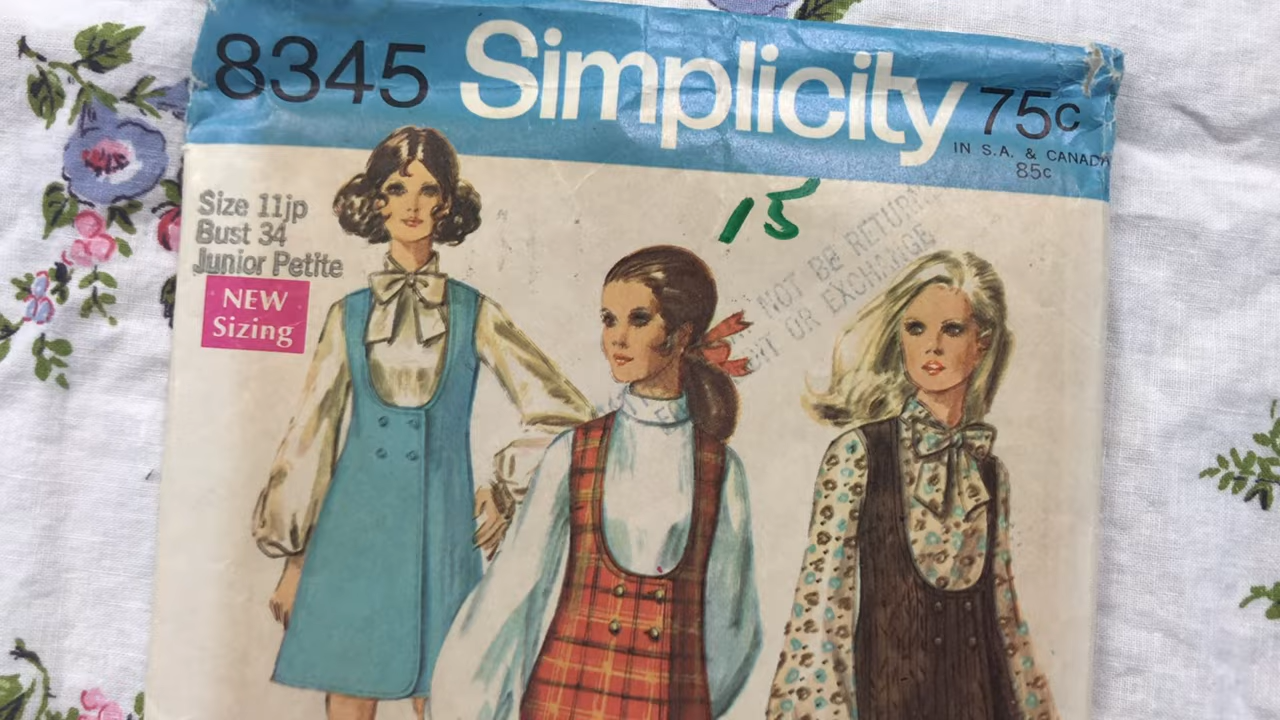 8345 Simplicity 75c
IN S.A. & CANADA
85c
15
Size 11jp
Bust 34
Junior Petite
NEW
Sizing
NOT BE RETURN
OR EXCHANGE